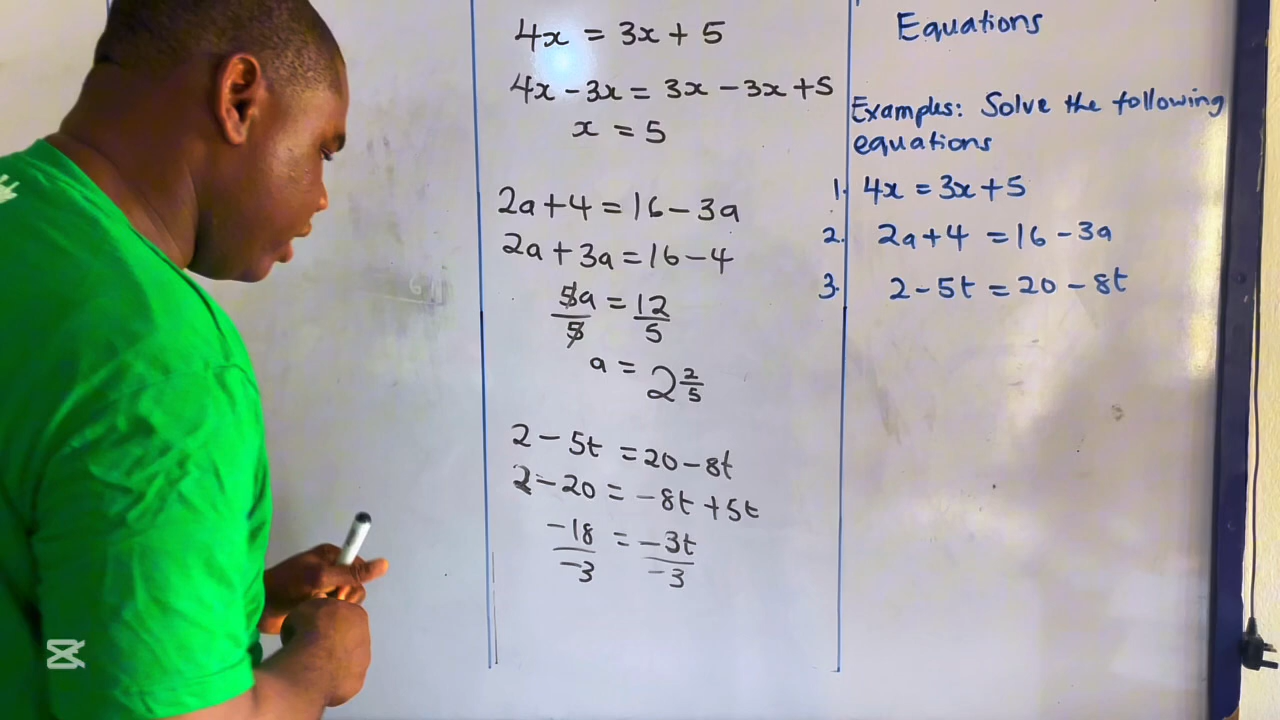 4x = 3x + 5
4x - 3x = 3x - 3x + 5
x = 5
2a + 4 = 16 - 3a
2a + 3a = 16 - 4
5a/5 = 12/5
a = 2 2/5
2 - 5t = 20 - 8t
2 - 20 = -8t + 5t
-18/-3 = -3t/-3
Equations
Examples: Solve the following
equations
1. 4x = 3x + 5
2. 2a + 4 = 16 - 3a
3. 2 - 5t = 20 - 8t